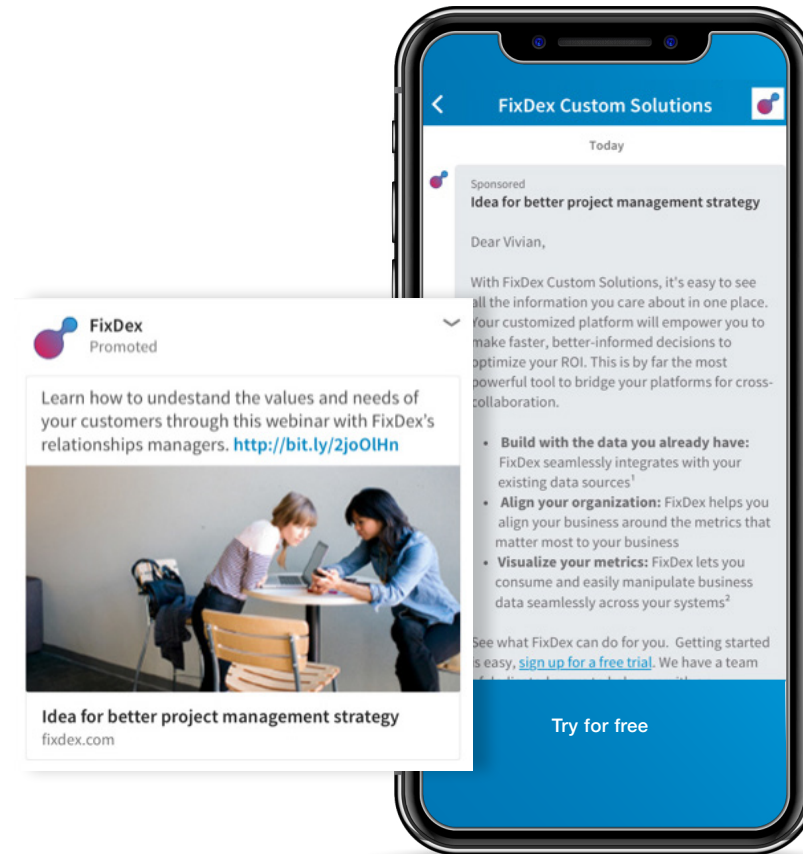 FixDex Custom Solutions
Today
Sponsored
Idea for better project management strategy
Dear Vivian,
With FixDex Custom Solutions, it's easy to see
all the information you care about in one place.
Your customized platform will empower you to
make faster, better-informed decisions to
optimize your ROI. This is by far the most
powerful tool to bridge your platforms for cross-
collaboration.
• Build with the data you already have:
FixDex seamlessly integrates with your
existing data sources¹
• Align your organization: FixDex helps you
align your business around the metrics that
matter most to your business
• Visualize your metrics: FixDex lets you
consume and easily manipulate business
data seamlessly across your systems²
See what FixDex can do for you. Getting started
is easy, sign up for a free trial. We have a team
Try for free
FixDex
Promoted
Learn how to undestand the values and needs of
your customers through this webinar with FixDex's
relationships managers. http://bit.ly/2joOlHn
Idea for better project management strategy
fixdex.com